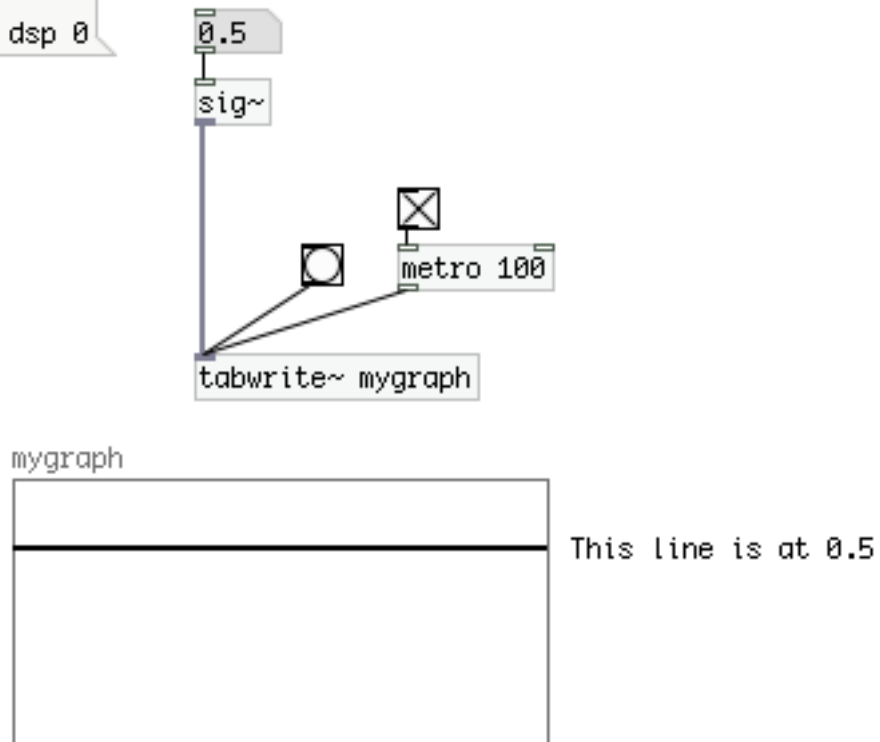 dsp 0
0.5
sig~
metro 100
tabwrite~ mygraph
mygraph
This line is at 0.5